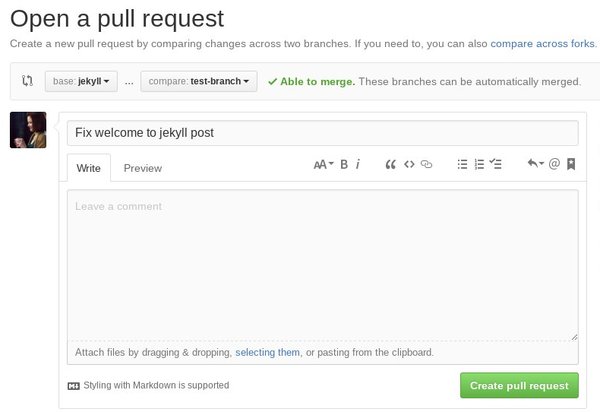 Open a pull request
Create a new pull request by comparing changes across two branches. If you need to, you can also compare across forks.
base: jekyll ... compare: test-branch Able to merge. These branches can be automatically merged.
Fix welcome to jekyll post
Write Preview AA B i @
Leave a comment
Attach files by dragging & dropping, selecting them, or pasting from the clipboard.
Styling with Markdown is supported Create pull request